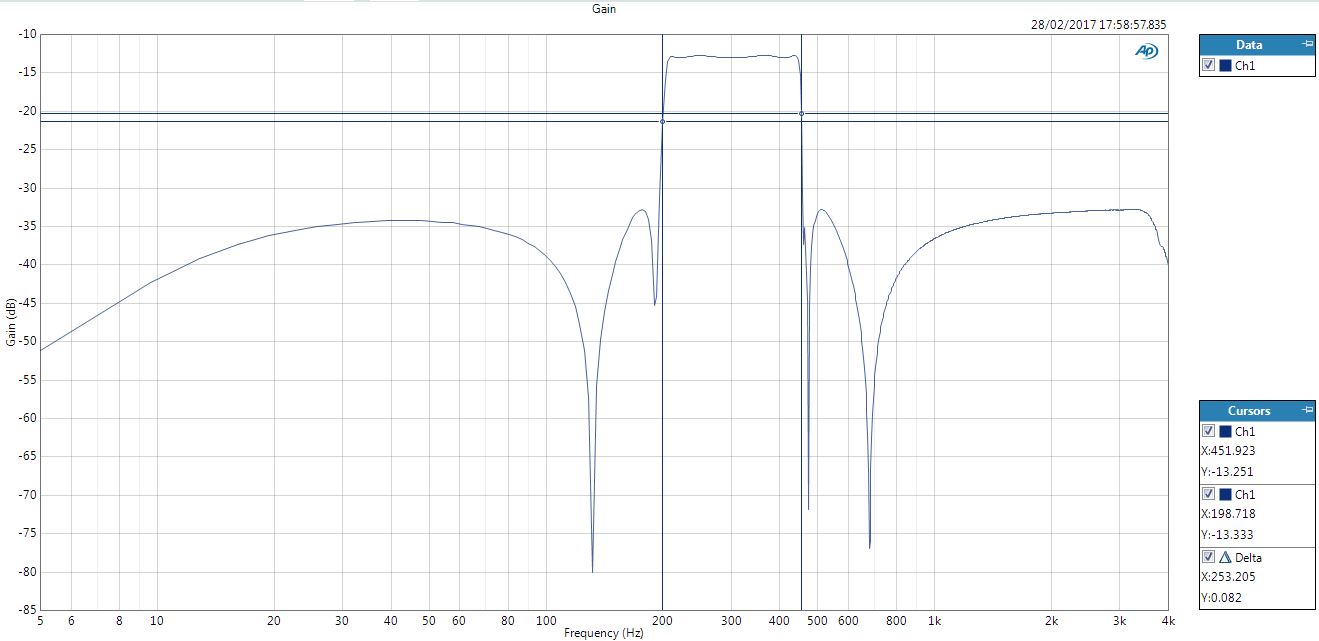 Gain
28/02/2017 17:58:57.835
AP
-10
-15
-20
-25
-30
-35
-40
-45
-50
-55
-60
-65
-70
-75
-80
-85
Gain (dB)
5 6 8 10 20 30 40 50 60 80 100 200 300 400 500 600 800 1k 2k 3k 4k
Frequency (Hz)
Data
Ch1
Cursors
Ch1
X:451.923
Y:-13.251
Ch1
X:198.718
Y:-13.333
Delta
X:253.205
Y:0.082